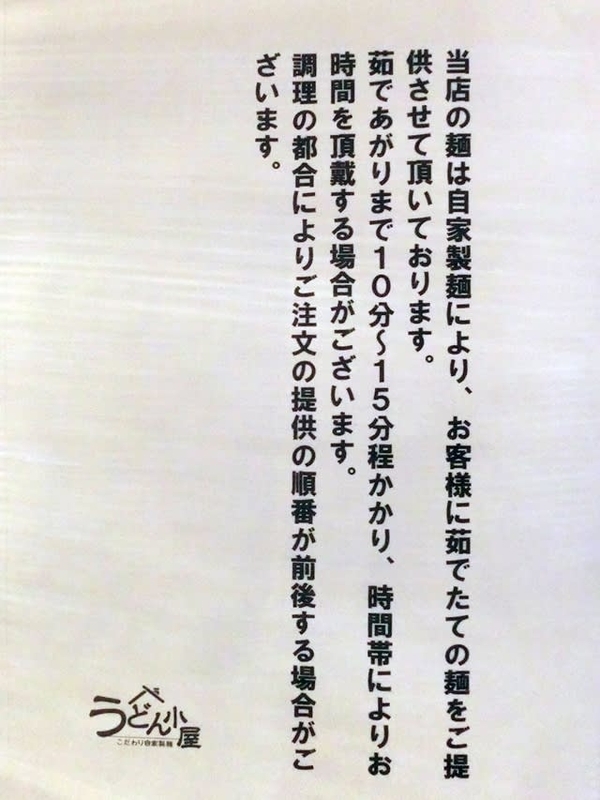 当店の麺は自家製麺により、お客様に茹でたての麺をご提
供させて頂いております。
茹であがりまで10分～15分程かかり、時間帯によりお
時間を頂戴する場合がございます。
調理の都合によりご注文の提供の順番が前後する場合がご
ざいます。
うどん小屋
こだわり自家製麺